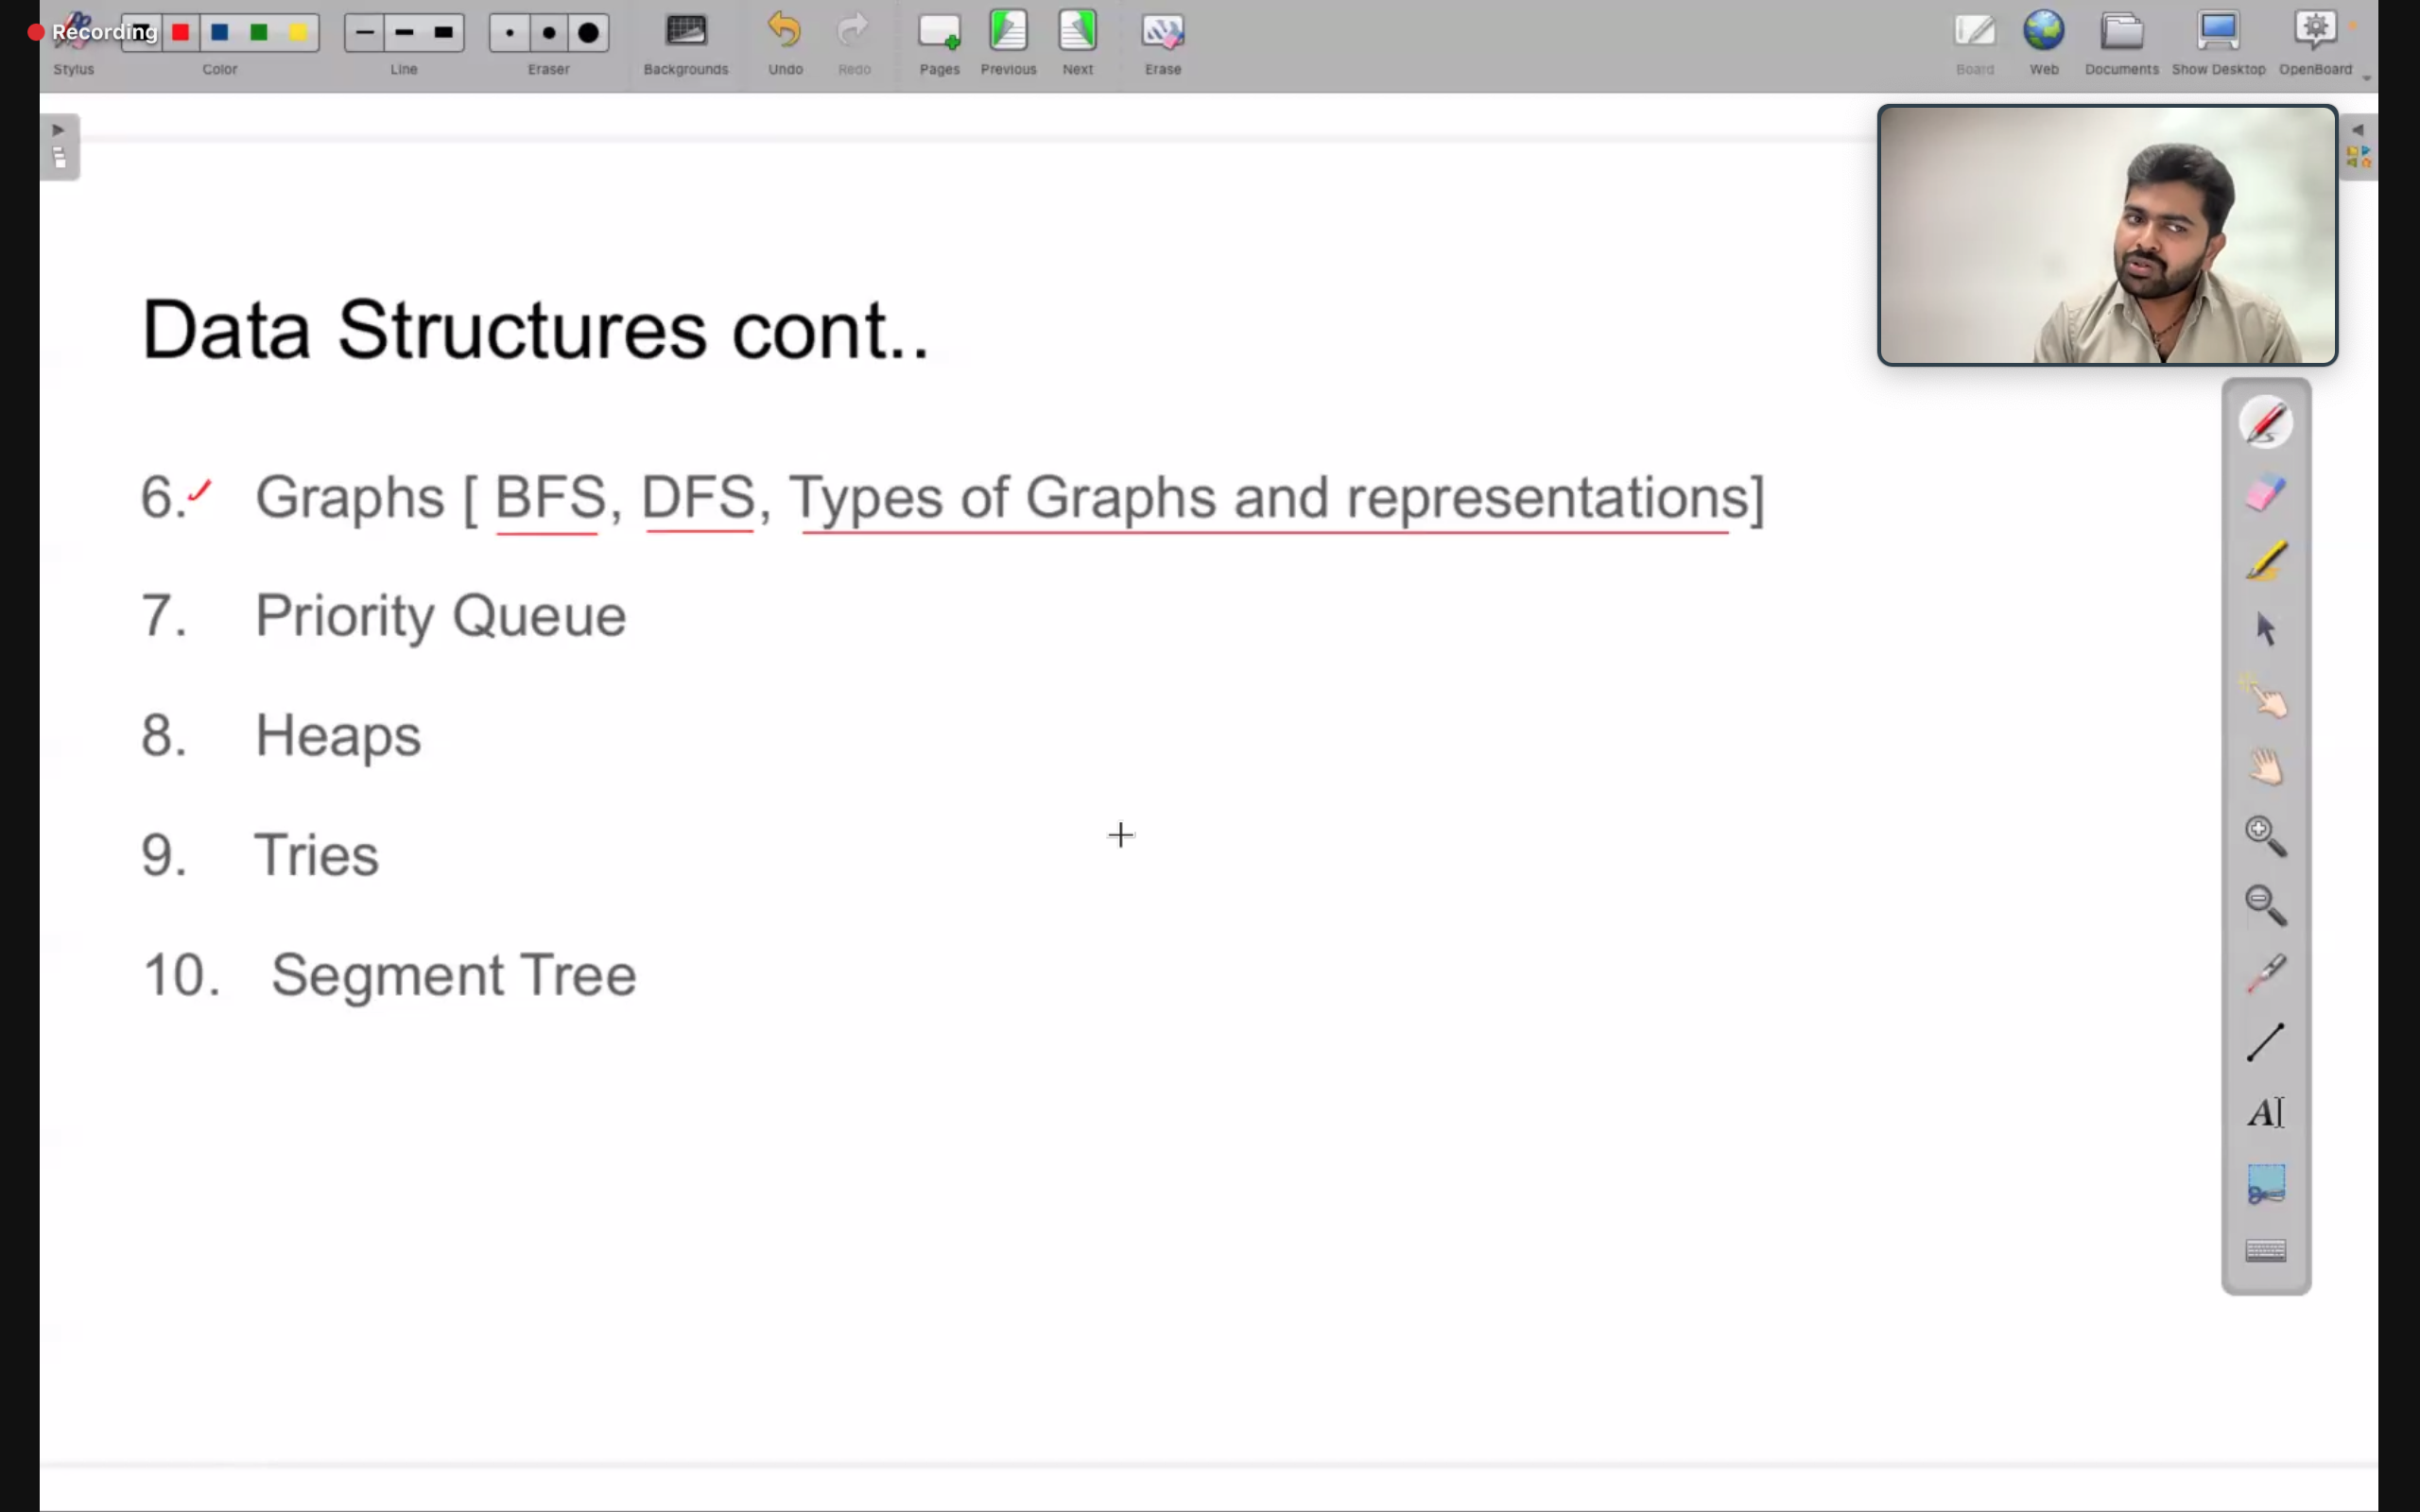 Recording
Stylus Color Line Eraser Backgrounds Undo Redo Pages Previous Next Erase Board Web Documents Show Desktop OpenBoard
Data Structures cont..
6. Graphs [ BFS, DFS, Types of Graphs and representations]
7. Priority Queue
8. Heaps
9. Tries
10. Segment Tree
AI